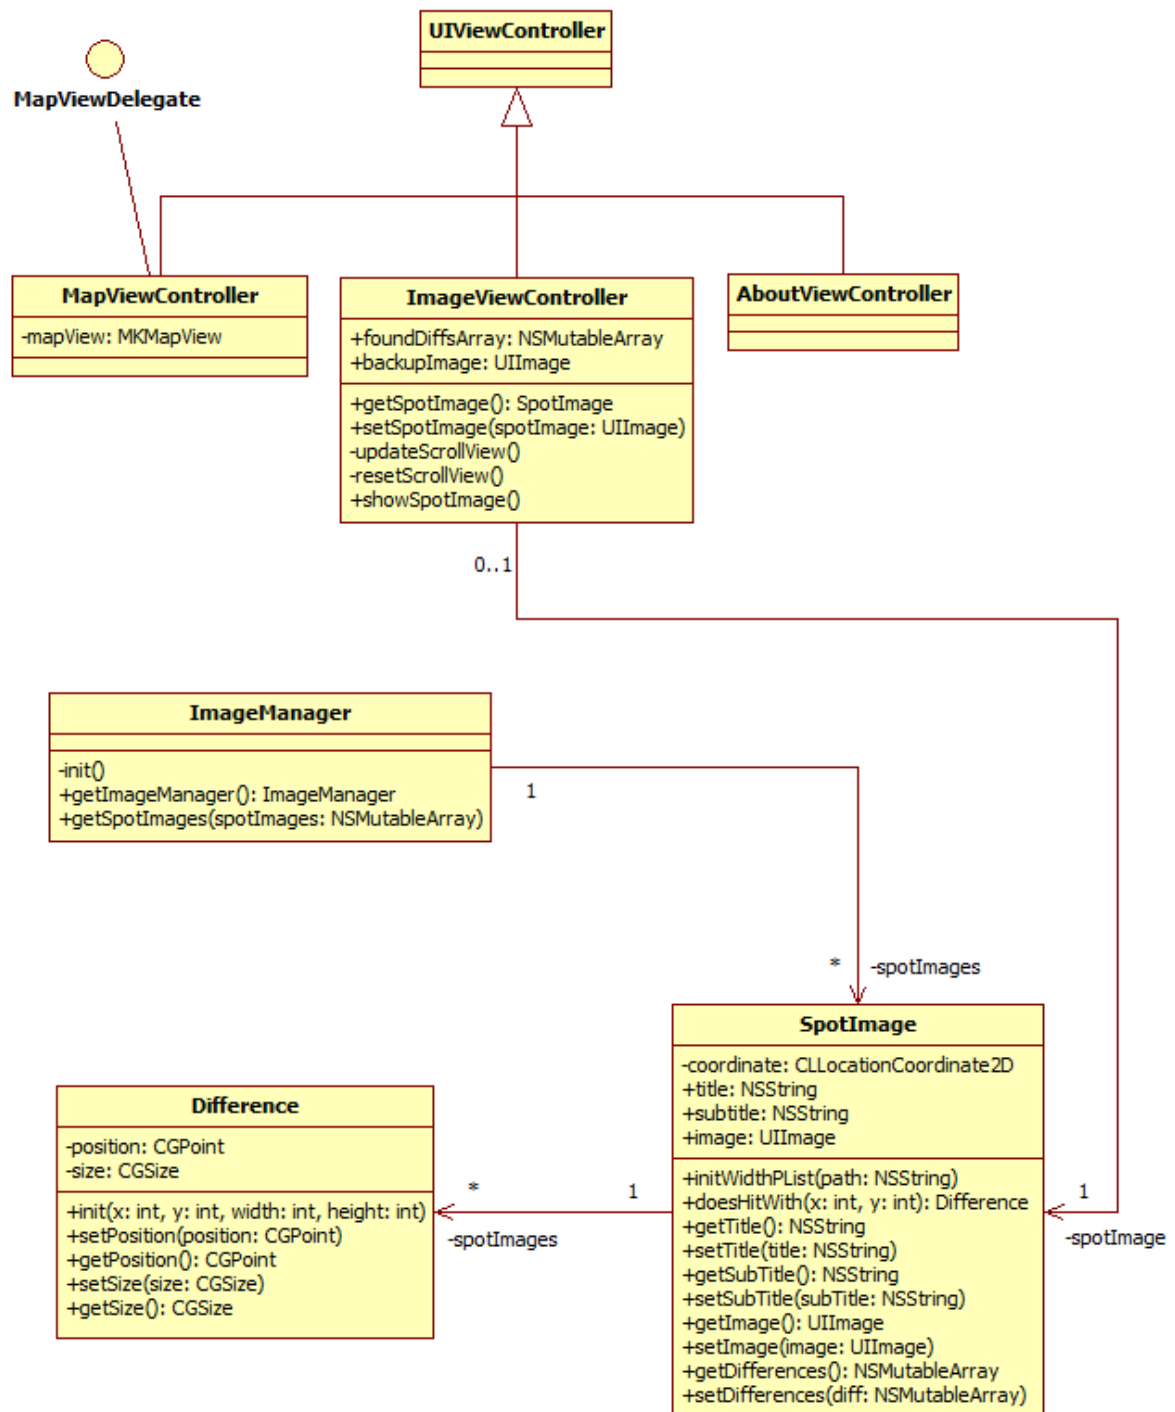 UIViewController
MapViewDelegate
MapViewController
-mapView: MKMapView
ImageViewController
+foundDiffsArray: NSMutableArray
+backupImage: UIImage
+getSpotImage(): SpotImage
+setSpotImage(spotImage: UIImage)
-updateScrollView()
-resetScrollView()
+showSpotImage()
AboutViewController
0..1
ImageManager
-init()
+getImageManager(): ImageManager
+getSpotImages(spotImages: NSMutableArray)
1
* -spotImages
Difference
-position: CGPoint
-size: CGSize
+init(x: int, y: int, width: int, height: int)
+setPosition(position: CGPoint)
+getPosition(): CGPoint
+setSize(size: CGSize)
+getSize(): CGSize
* 1
-spotImages
SpotImage
-coordinate: CLLocationCoordinate2D
+title: NSString
+subtitle: NSString
+image: UIImage
+initWidthPList(path: NSString)
+doesHitWith(x: int, y: int): Difference
+getTitle(): NSString
+setTitle(title: NSString)
+getSubTitle(): NSString
+setSubTitle(subTitle: NSString)
+getImage(): UIImage
+setImage(image: UIImage)
+getDifferences(): NSMutableArray
+setDifferences(diff: NSMutableArray)
1
-spotImage